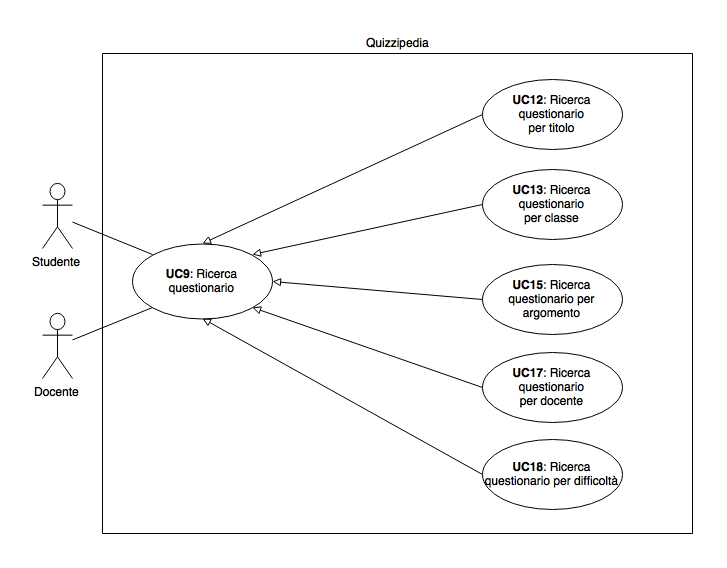 Quizzipedia
UC12: Ricerca
questionario
per titolo
UC13: Ricerca
questionario
per classe
Studente
UC9: Ricerca
questionario
UC15: Ricerca
questionario per
argomento
Docente
UC17: Ricerca
questionario
per docente
UC18: Ricerca
questionario per difficoltà